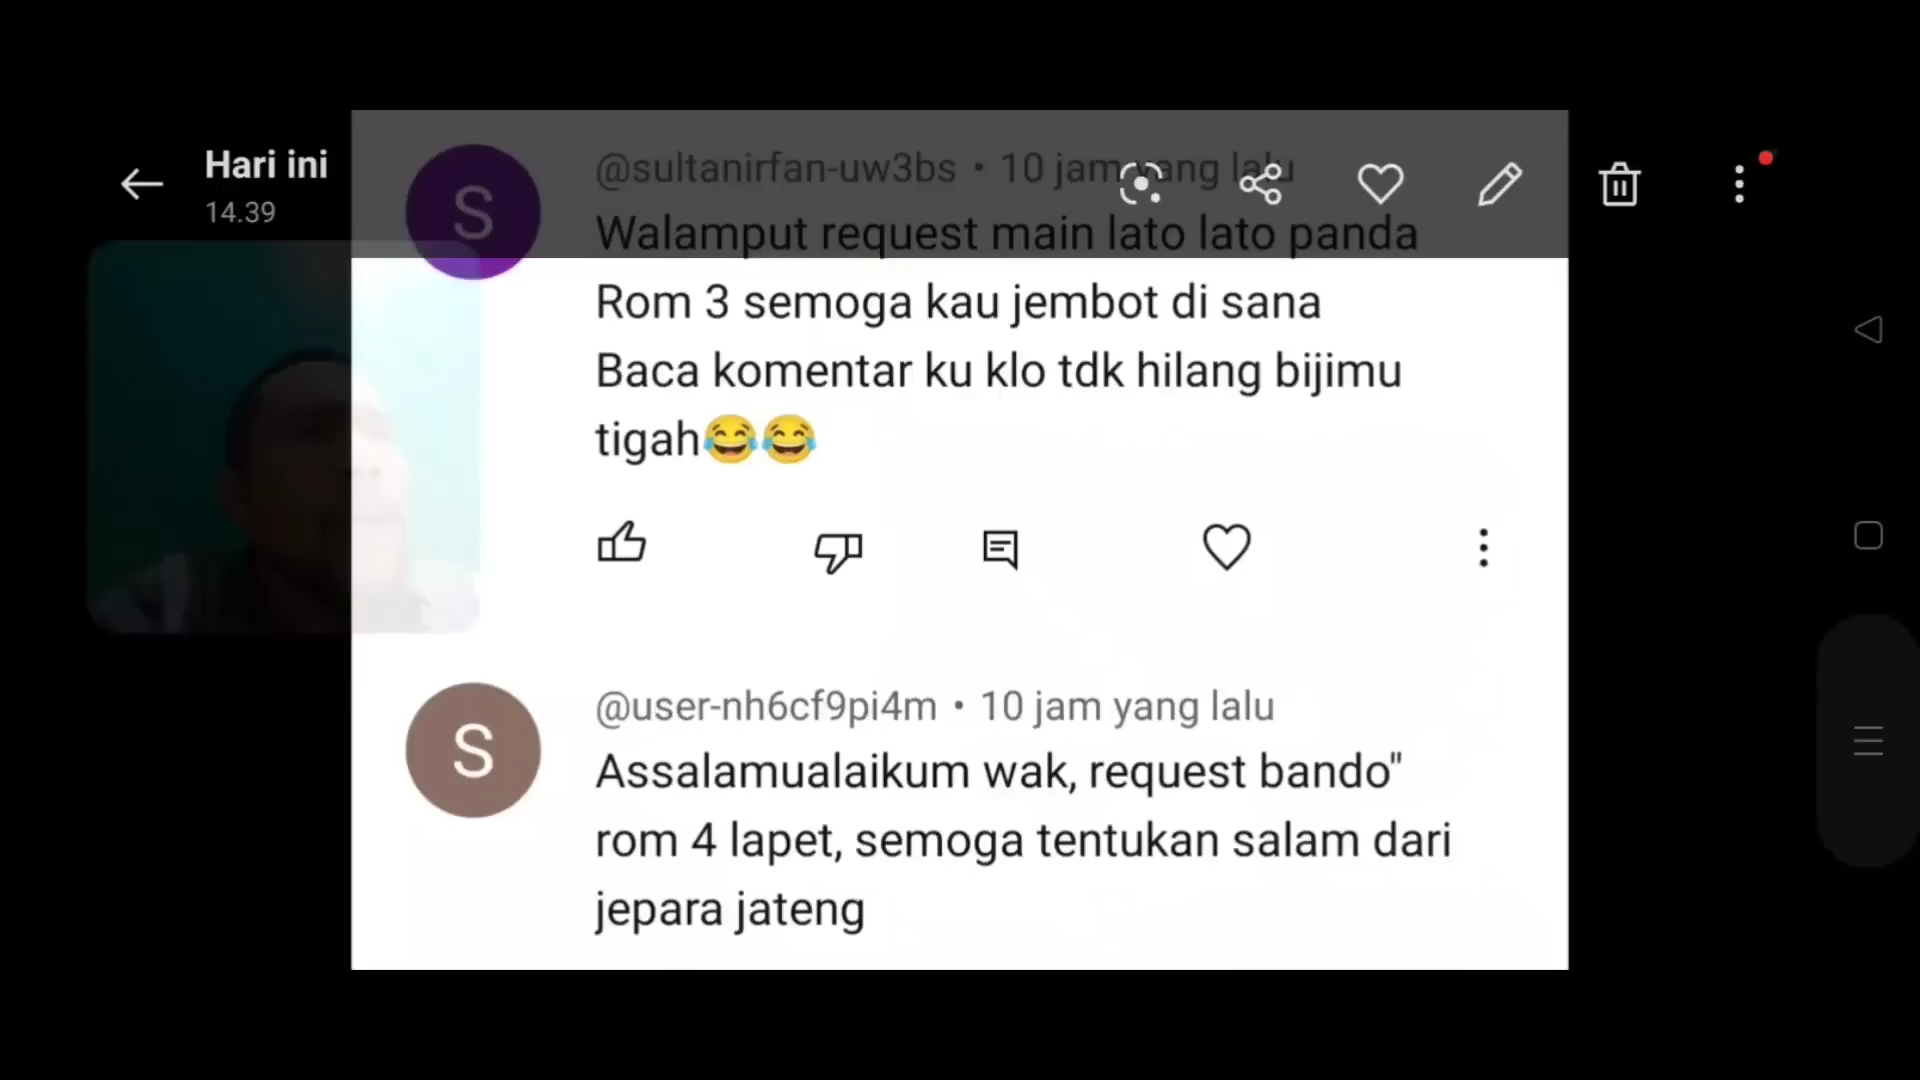 Hari ini
14.39
@sultanirfan-uw3bs • 10 jam yang lalu
Walamput request main lato lato panda
Rom 3 semoga kau jembot di sana
Baca komentar ku klo tdk hilang bijimu
tigah😂😂
@user-nh6cf9pi4m • 10 jam yang lalu
Assalamualaikum wak, request bando"
rom 4 lapet, semoga tentukan salam dari
jepara jateng
S
S